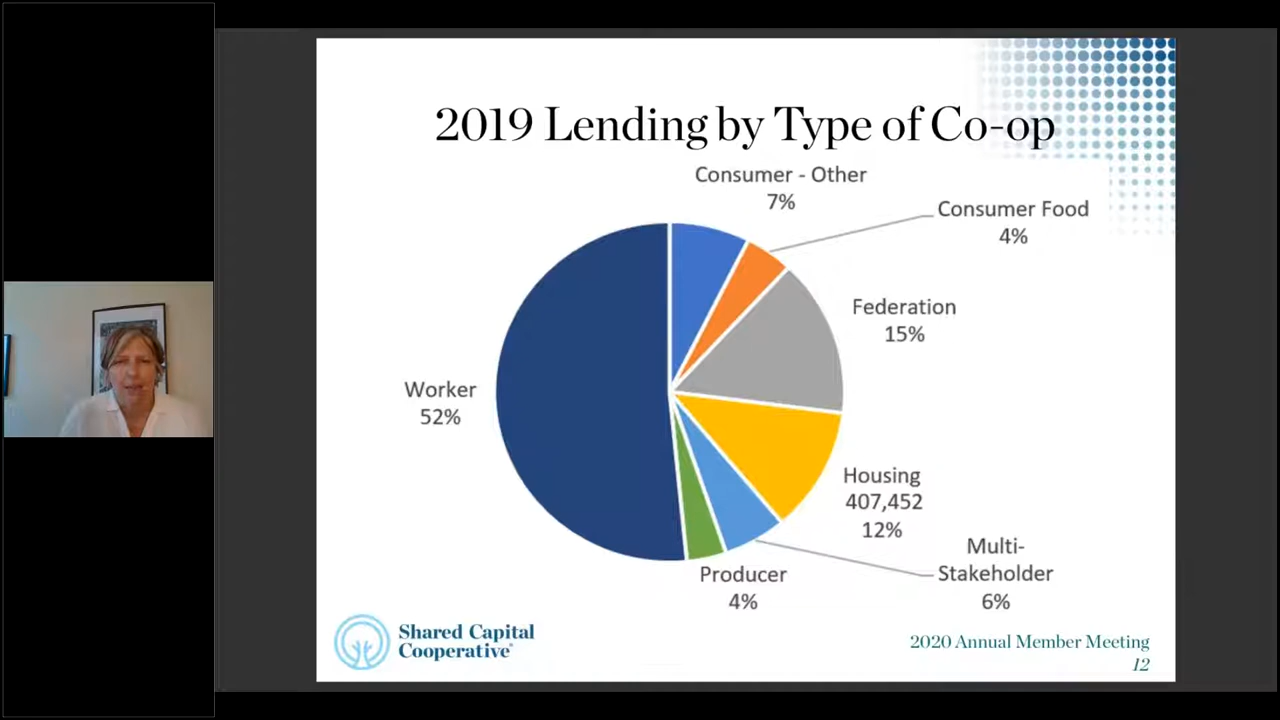 2019 Lending by Type of Co-op
Consumer - Other
7%
Consumer Food
4%
Federation
15%
Worker
52%
Housing
407,452
12%
Multi-
Stakeholder
6%
Producer
4%
Shared Capital
Cooperative
2020 Annual Member Meeting
12